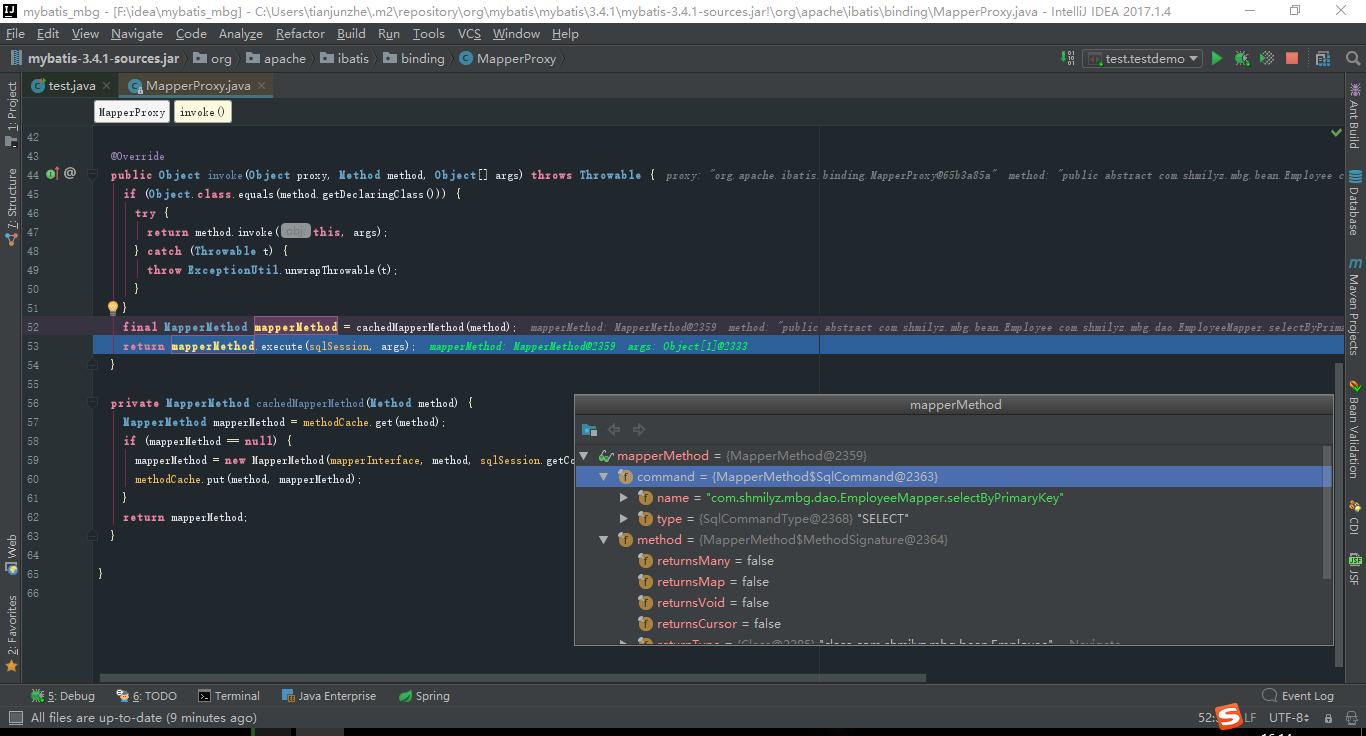 mybatis_mbg - [F:\idea\mybatis_mbg] - C:\Users\tianjunzhe\.m2\repository\org\mybatis\mybatis\3.4.1\mybatis-3.4.1-sources.jar!\org\apache\ibatis\binding\MapperProxy.java - IntelliJ IDEA 2017.1.4
File Edit View Navigate Code Analyze Refactor Build Run Tools VCS Window Help
mybatis-3.4.1-sources.jar org apache ibatis binding MapperProxy test.testdemo
test.java MapperProxy.java
MapperProxy invoke()
42
43 @Override
44 public Object invoke(Object proxy, Method method, Object[] args) throws Throwable { proxy: "org.apache.ibatis.binding.MapperProxy@65b3a85a" method: "public abstract com.shmilyz.mbg.bean.Employee c
45 if (Object.class.equals(method.getDeclaringClass())) {
46 try {
47 return method.invoke( obj: this, args);
48 } catch (Throwable t) {
49 throw ExceptionUtil.unwrapThrowable(t);
50 }
51 }
52 final MapperMethod mapperMethod = cachedMapperMethod(method); mapperMethod: MapperMethod@2359 method: "public abstract com.shmilyz.mbg.bean.Employee com.shmilyz.mbg.dao.EmployeeMapper.selectByPrima
53 return mapperMethod.execute(sqlSession, args); mapperMethod: MapperMethod@2359 args: Object[1]@2333
54 }
55
56 private MapperMethod cachedMapperMethod(Method method) {
57 MapperMethod mapperMethod = methodCache.get(method);
58 if (mapperMethod == null) {
59 mapperMethod = new MapperMethod(mapperInterface, method, sqlSession.getCo
60 methodCache.put(method, mapperMethod);
61 }
62 return mapperMethod;
63 }
64
65 }
66
mapperMethod
mapperMethod = {MapperMethod@2359}
command = {MapperMethod$SqlCommand@2363}
name = "com.shmilyz.mbg.dao.EmployeeMapper.selectByPrimaryKey"
type = {SqlCommandType@2368} "SELECT"
method = {MapperMethod$MethodSignature@2364}
returnsMany = false
returnsMap = false
returnsVoid = false
returnsCursor = false
returnType = {Class@2285} "class com.shmilyz.mbg.bean.Employee" ... Navigate
1: Project
7: Structure
Web
2: Favorites
Ant Build
Database
Maven Projects
Bean Validation
CDI
JSF
5: Debug 6: TODO Terminal Java Enterprise Spring Event Log
All files are up-to-date (9 minutes ago) 52: LF UTF-8